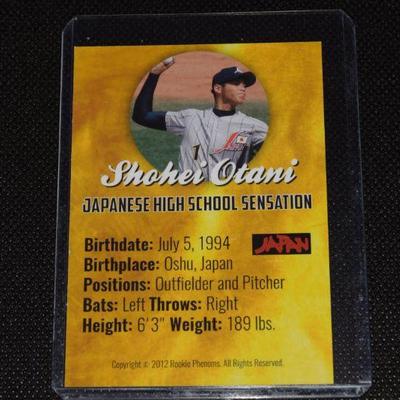 1
Shohei Otani
JAPANESE HIGH SCHOOL SENSATION
Birthdate: July 5, 1994
JAPAN
Birthplace: Oshu, Japan
Positions: Outfielder and Pitcher
Bats: Left Throws: Right
Height: 6'3" Weight: 189 lbs.
Copyright © 2012 Rookie Phenoms. All Rights Reserved.